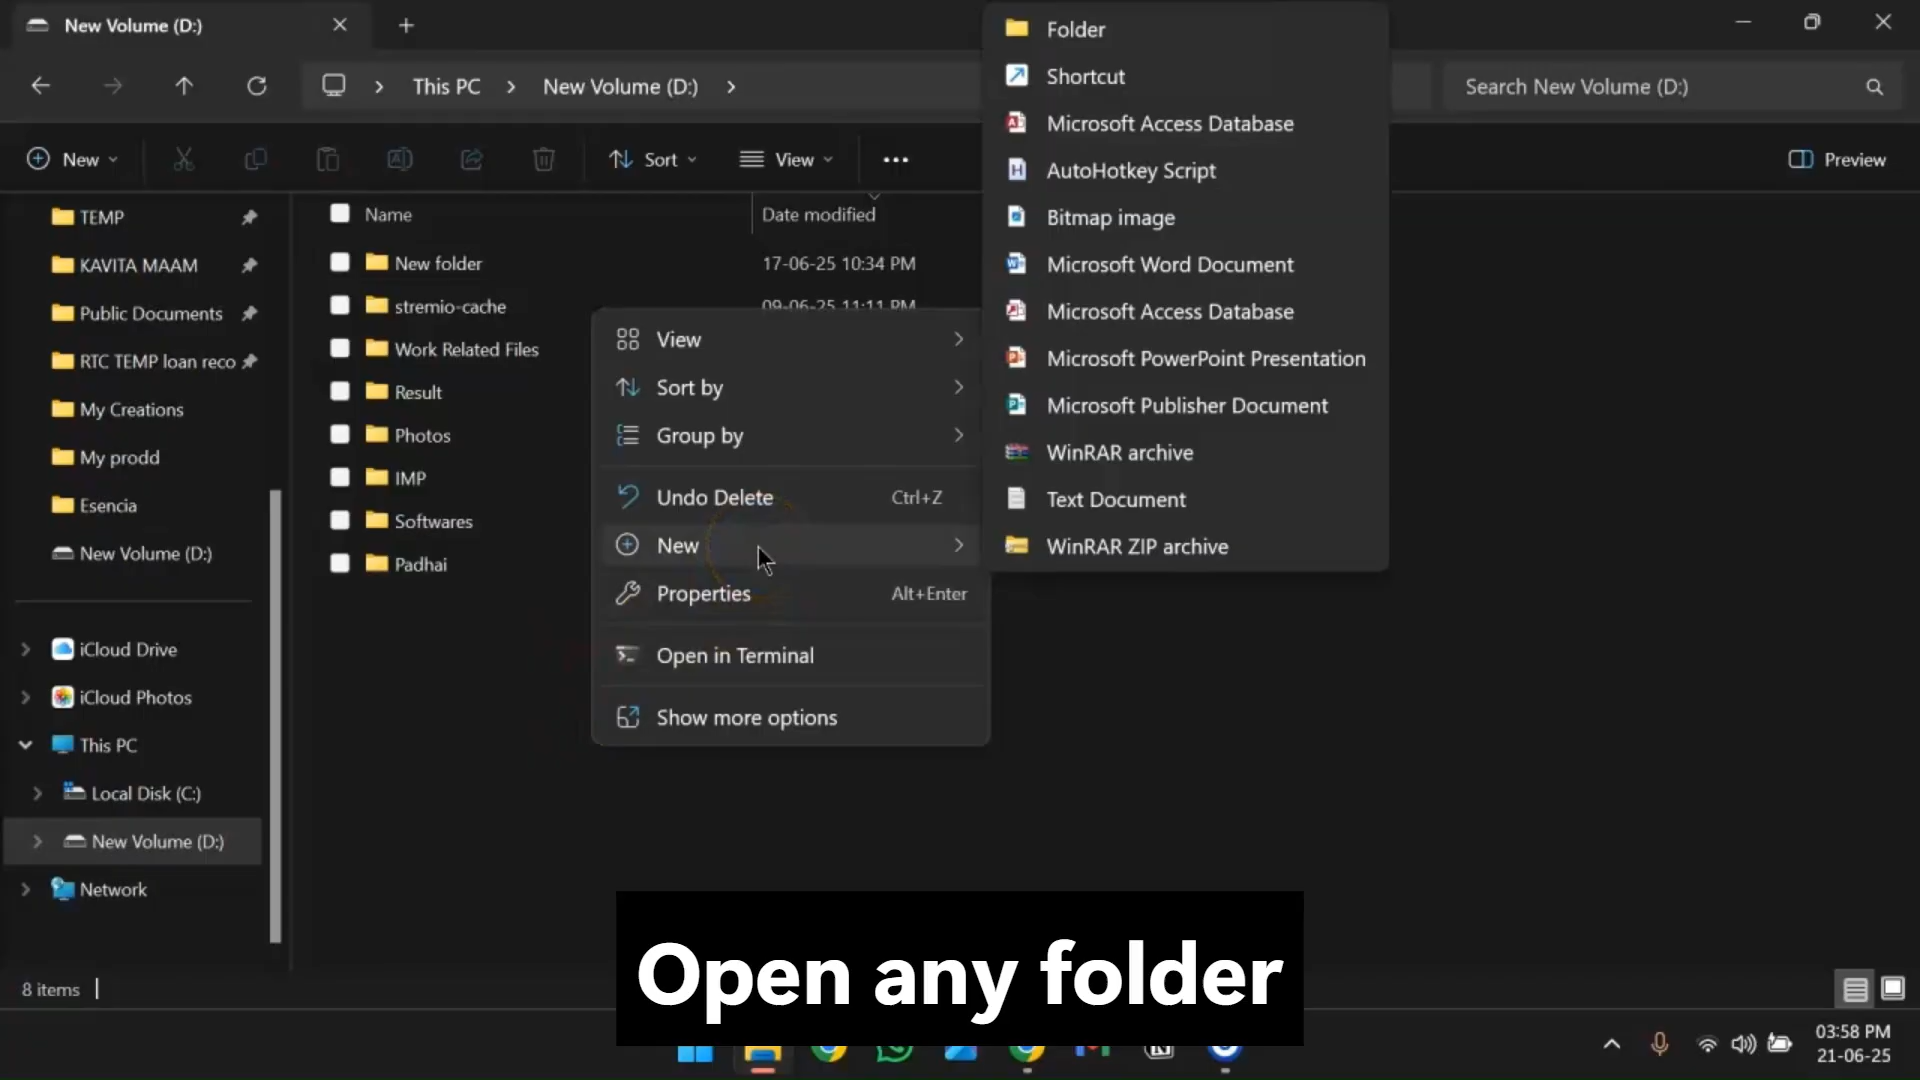 New Volume (D:)
This PC > New Volume (D:) >
Search New Volume (D:)
New
Sort
View
Preview
TEMP
KAVITA MAAM
Public Documents
RTC TEMP loan reco
My Creations
My prodd
Esencia
New Volume (D:)
iCloud Drive
iCloud Photos
This PC
Local Disk (C:)
New Volume (D:)
Network
Name
Date modified
New folder
17-06-25 10:34 PM
stremio-cache
09-06-25 11:11 PM
Work Related Files
Result
Photos
IMP
Softwares
Padhai
View
Sort by
Group by
Undo Delete Ctrl+Z
New
Properties Alt+Enter
Open in Terminal
Show more options
Folder
Shortcut
Microsoft Access Database
AutoHotkey Script
Bitmap image
Microsoft Word Document
Microsoft Access Database
Microsoft PowerPoint Presentation
Microsoft Publisher Document
WinRAR archive
Text Document
WinRAR ZIP archive
8 items
Open any folder
03:58 PM
21-06-25